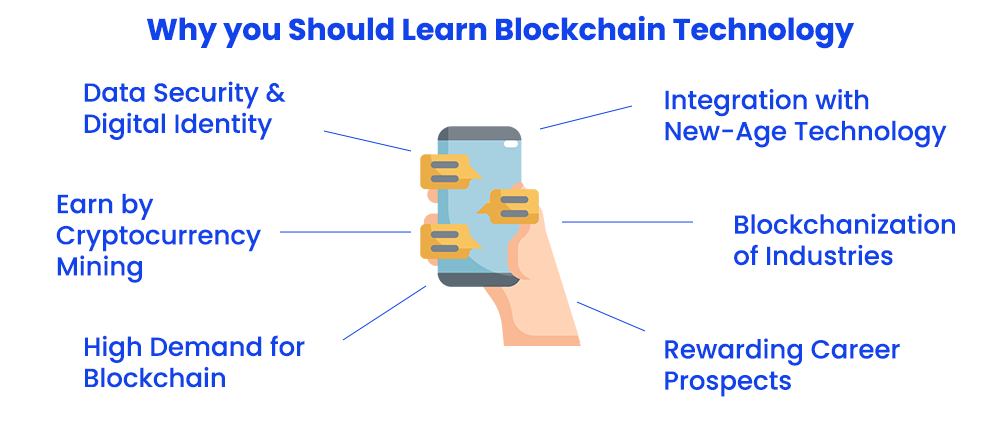 Why you Should Learn Blockchain Technology
Data Security &
Digital Identity
Earn by
Cryptocurrency
Mining
High Demand for
Blockchain
Integration with
New-Age Technology
Blockchanization
of Industries
Rewarding Career
Prospects